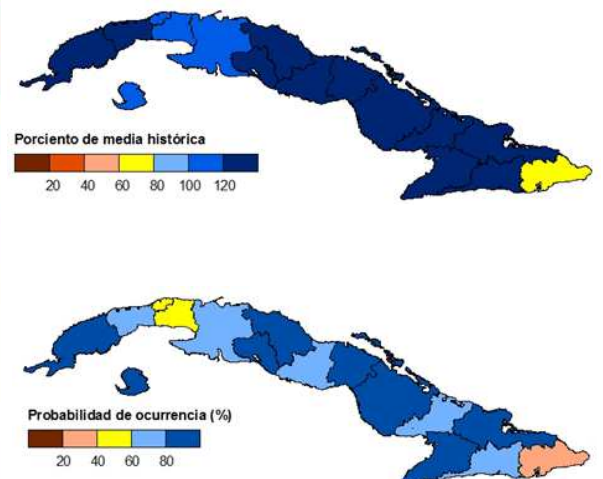 Porciento de media histórica
20 40 60 80 100 120
Probabilidad de ocurrencia (%)
20 40 60 80